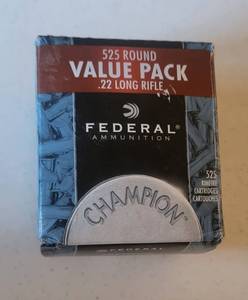 525 ROUND
VALUE PACK
.22 LONG RIFLE
FEDERAL
AMMUNITION
525
RIMFIRE
CARTRIDGES
CARTOUCHES
CHAMPION